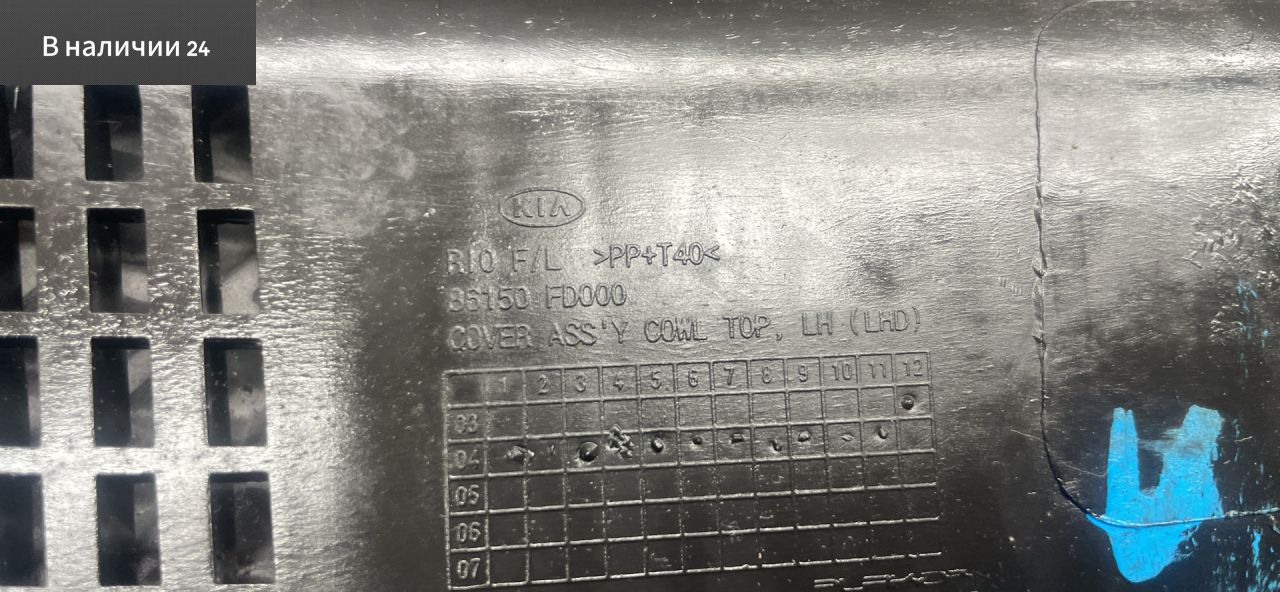 В наличии 24
KIA
RIO F/L >PP+T40<
86150 FD000
COVER ASS'Y COWL TOP, LH (LHD)
1 2 3 4 5 6 7 8 9 10 11 12
03
04
05
06
07